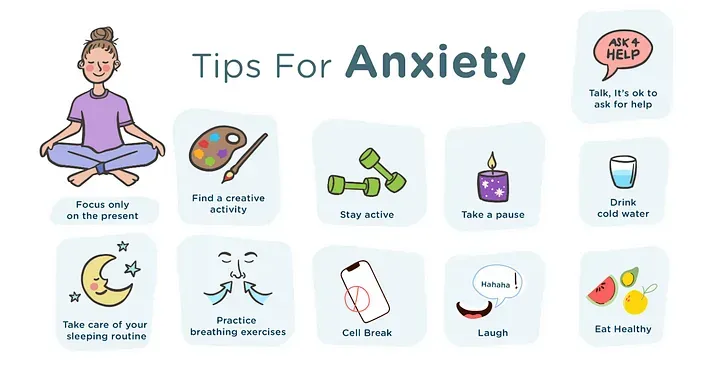 Tips For Anxiety
ASK 4
HELP
Talk, It's ok to
ask for help
Focus only
on the present
Find a creative
activity
Stay active
Take a pause
Drink
cold water
Take care of your
sleeping routine
Practice
breathing exercises
Cell Break
Hahaha
!
Laugh
Eat Healthy